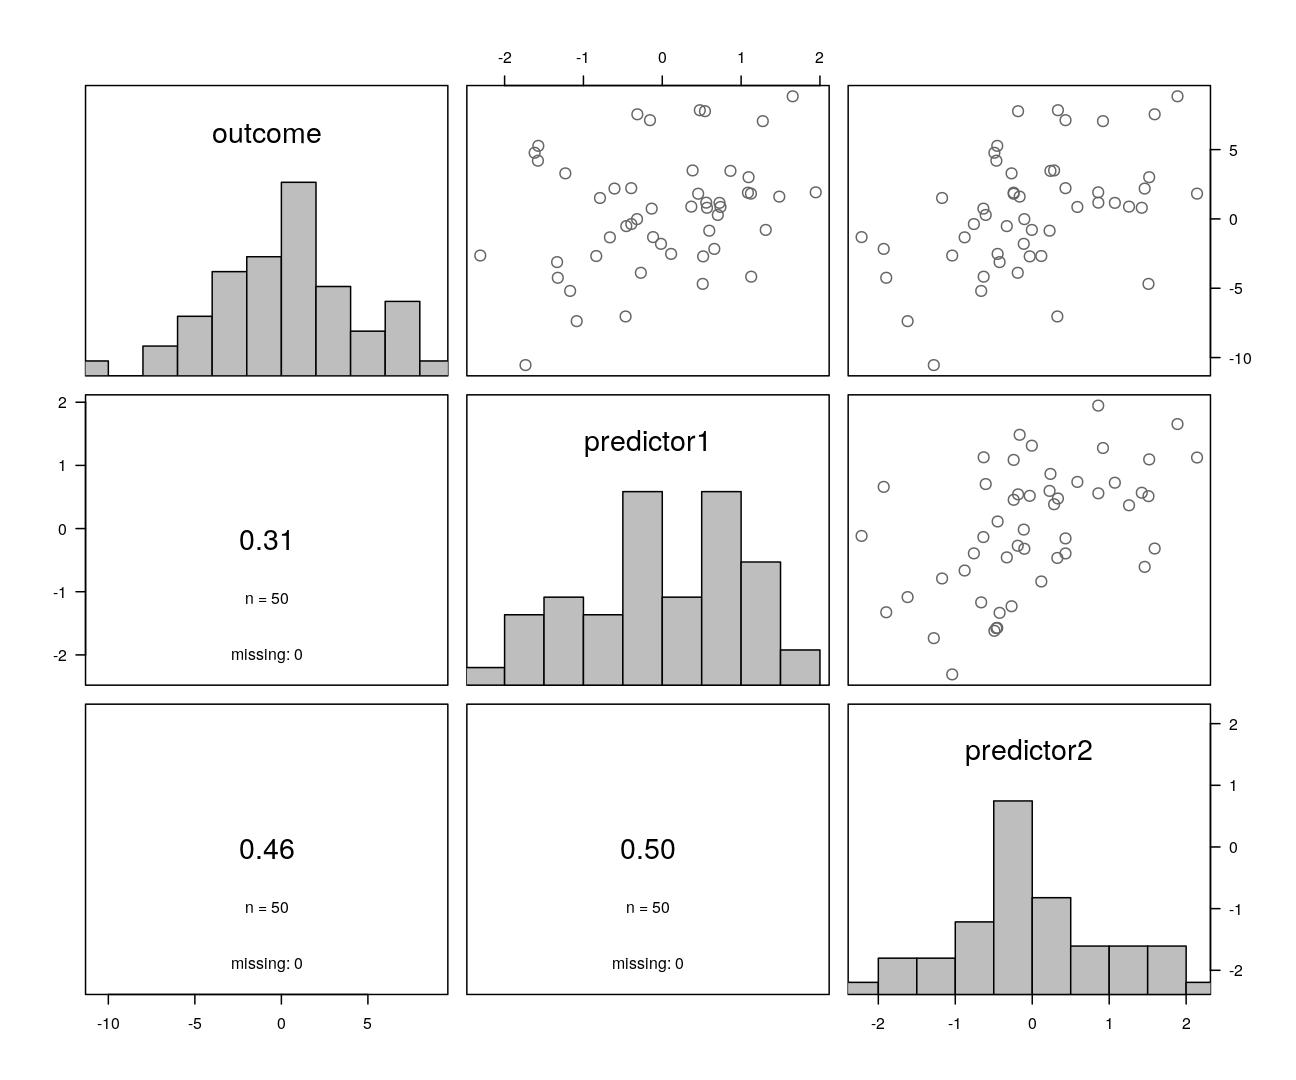 -2 -1 0 1 2
outcome
5
0
-5
-10
predictor1
2
1
0
-1
-2
0.31
n = 50
missing: 0
predictor2
2
1
0
-1
-2
0.46
n = 50
missing: 0
0.50
n = 50
missing: 0
-10 -5 0 5
-2 -1 0 1 2